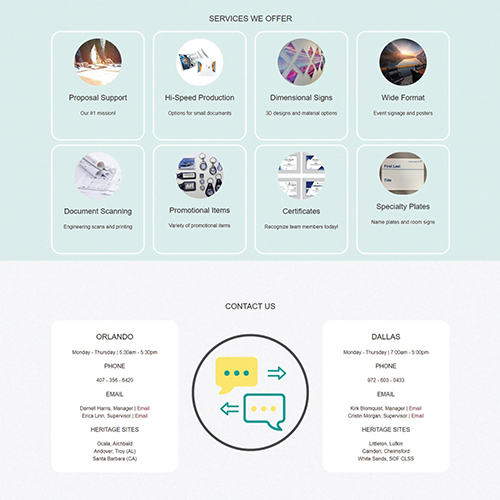 SERVICES WE OFFER
Proposal Support
Our #1 mission!
Hi-Speed Production
Options for small documents
Dimensional Signs
3D designs and material options
Wide Format
Event signage and posters
Document Scanning
Engineering scans and printing
Promotional Items
Variety of promotional items
Certificates
Recognize team members today!
First Last
Title
Specialty Plates
Name plates and room signs
CONTACT US
ORLANDO
Monday - Thursday | 5:30am - 5:30pm
PHONE
407 - 356 - 6420
EMAIL
Darnell Harris, Manager | Email
Erica Linn, Supervisor | Email
HERITAGE SITES
Ocala, Archbald
Andover, Troy (AL)
Santa Barbara (CA)
DALLAS
Monday - Thursday | 7:00am - 5:00pm
PHONE
972 - 603 - 0433
EMAIL
Kirk Blomquist, Manager | Email
Cristin Morgan, Supervisor | Email
HERITAGE SITES
Littleton, Lufkin
Camden, Chelmsford
White Sands, SOF CLSS